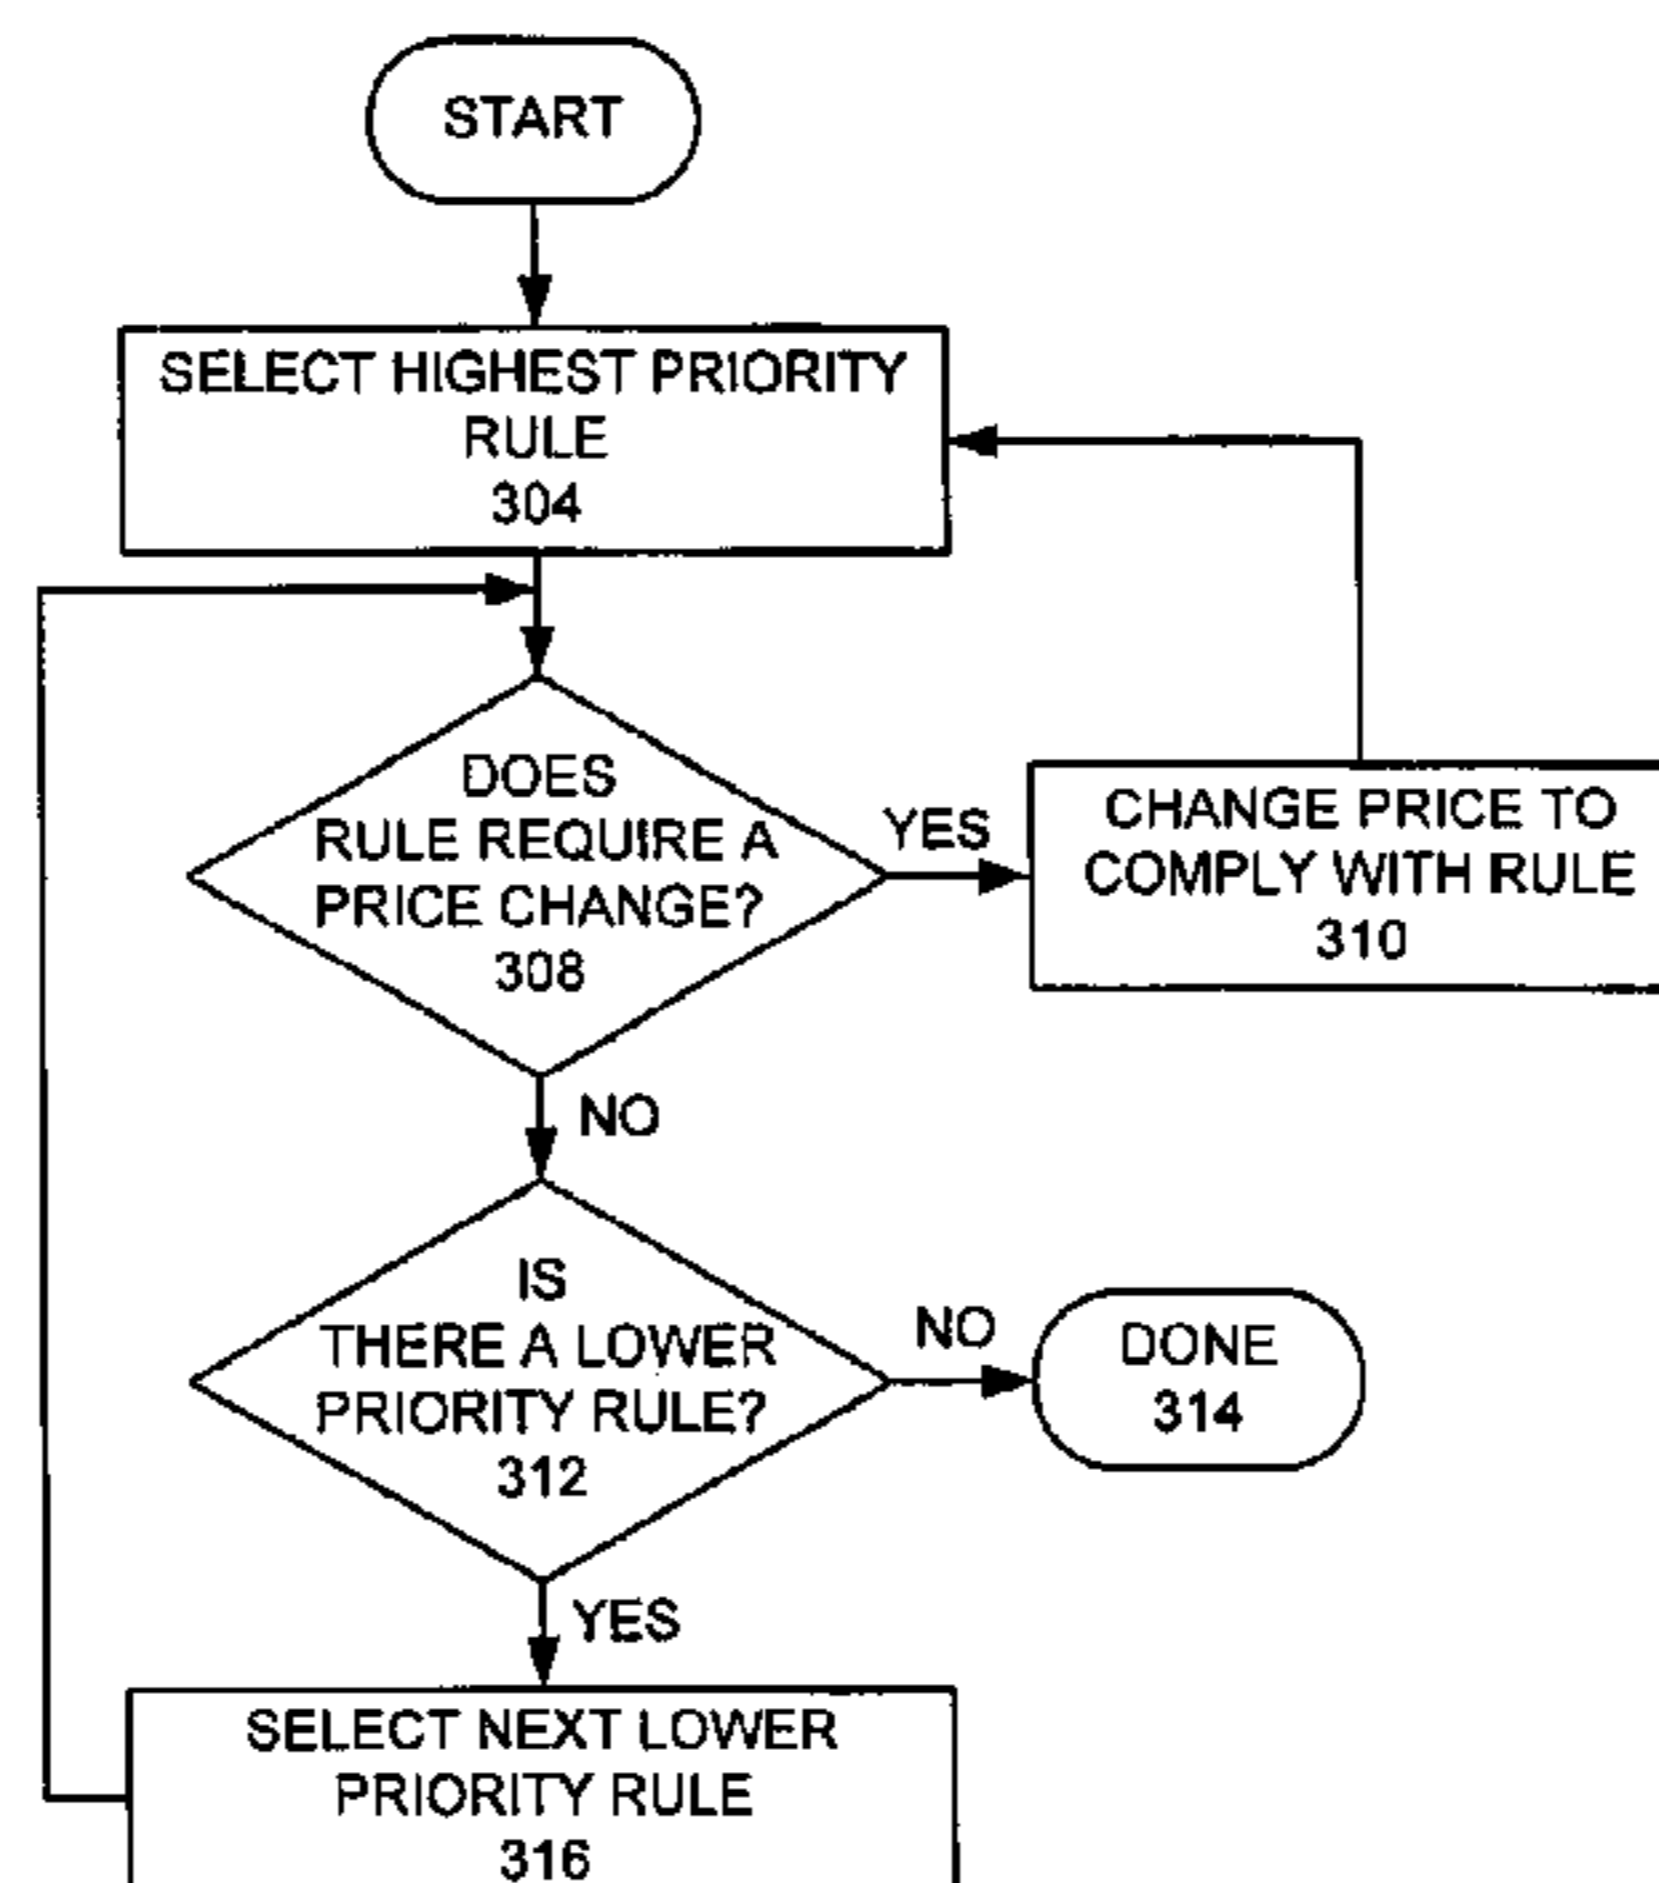 START
SELECT HIGHEST PRIORITY
RULE
304
DOES
RULE REQUIRE A
PRICE CHANGE?
308
YES
CHANGE PRICE TO
COMPLY WITH RULE
310
NO
IS
THERE A LOWER
PRIORITY RULE?
312
NO
DONE
314
YES
SELECT NEXT LOWER
PRIORITY RULE
316